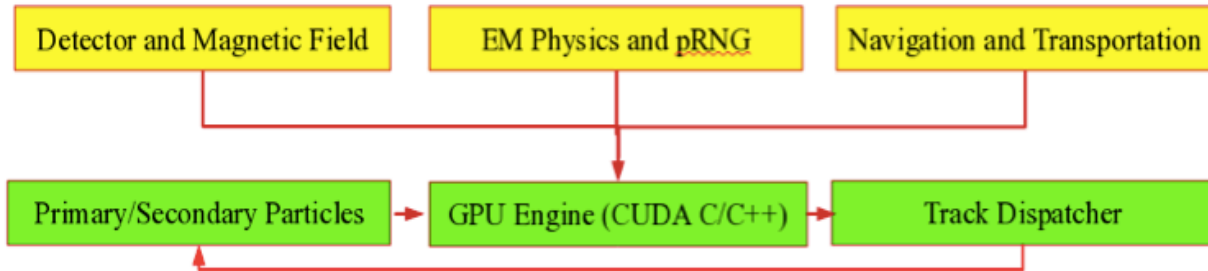 Detector and Magnetic Field
EM Physics and pRNG
Navigation and Transportation
Primary/Secondary Particles
GPU Engine (CUDA C/C++)
Track Dispatcher